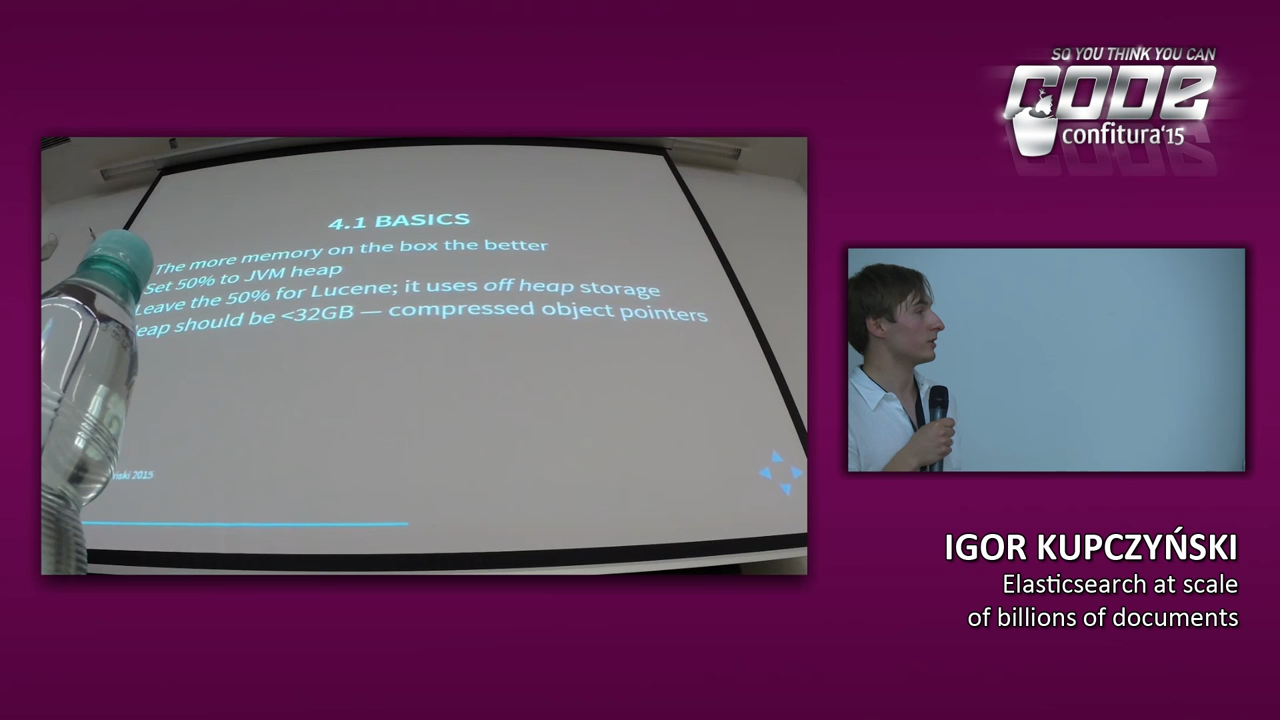 SO YOU THINK YOU CAN
CODE
confitura'15
4.1 BASICS
The more memory on the box the better
Set 50% to JVM heap
Leave the 50% for Lucene; it uses off heap storage
eap should be <32GB — compressed object pointers
ński 2015
IGOR KUPCZYŃSKI
Elasticsearch at scale
of billions of documents